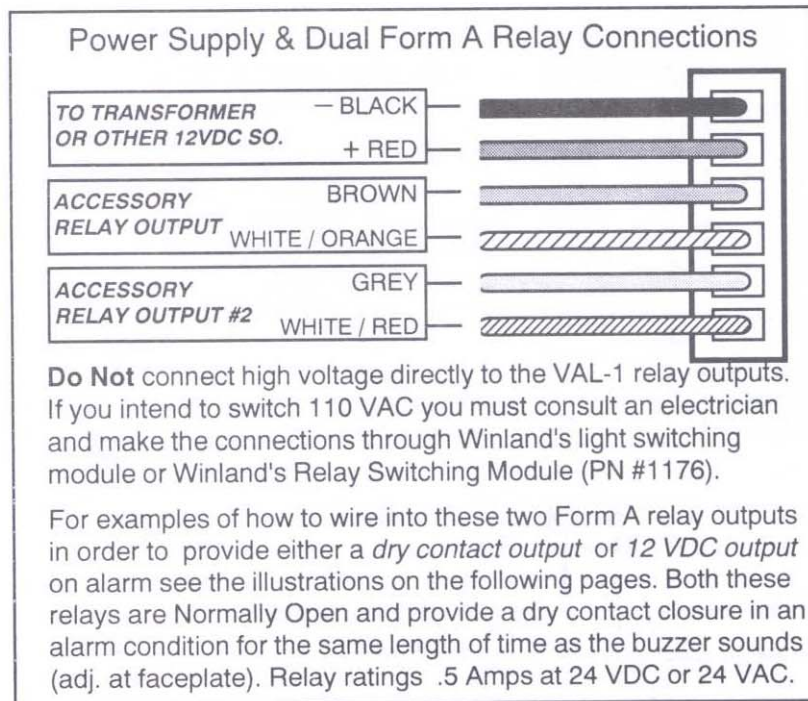 Power Supply & Dual Form A Relay Connections
TO TRANSFORMER
OR OTHER 12VDC SO.
− BLACK
+ RED
ACCESSORY
RELAY OUTPUT
BROWN
WHITE / ORANGE
ACCESSORY
RELAY OUTPUT #2
GREY
WHITE / RED
Do Not connect high voltage directly to the VAL-1 relay outputs.
If you intend to switch 110 VAC you must consult an electrician
and make the connections through Winland's light switching
module or Winland's Relay Switching Module (PN #1176).
For examples of how to wire into these two Form A relay outputs
in order to provide either a dry contact output or 12 VDC output
on alarm see the illustrations on the following pages. Both these
relays are Normally Open and provide a dry contact closure in an
alarm condition for the same length of time as the buzzer sounds
(adj. at faceplate). Relay ratings .5 Amps at 24 VDC or 24 VAC.